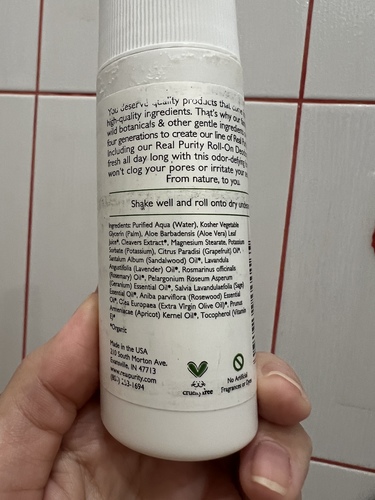 You deserve quality products that
high-quality ingredients. That's why our
wild botanicals & other gentle ingredients
four generations to create our line of Real
Including our Real Purity Roll-On
fresh all day long with this odor-defying
won't clog your pores or irritate your
From nature, to you.
Shake well and roll onto dry
Ingredients: Purified Aqua (Water), Kosher Vegetable
Glycerin (Palm), Aloe Barbadensis (Aloe Vera) Leaf
Juice*, Cleavers Extract*, Magnesium Stearate, Potassium
Sorbate (Potassium), Citrus Paradisi (Grapefruit) Oil*,
Santalum Album (Sandalwood) Oil*, Lavandula
Angustifolia (Lavender) Oil*, Rosmarinus officinalis
(Rosemary) Oil*, Pelargonium Roseum Asperum
(Geranium) Essential Oil*, Salvia Lavandulaefolia (Sage)
Essential Oil*, Aniba parviflora (Rosewood) Essential
Oil*, Olea Europaea (Extra Virgin Olive Oil)*, Prunus
Armeniacae (Apricot) Kernel Oil*, Tocopherol (Vitamin
E)*
*Organic
Made in the USA
210 South Morton Ave.
Evansville, IN 47713
www.realpurity.com
cruelty free
No Artificial
Fragrances or Dyes